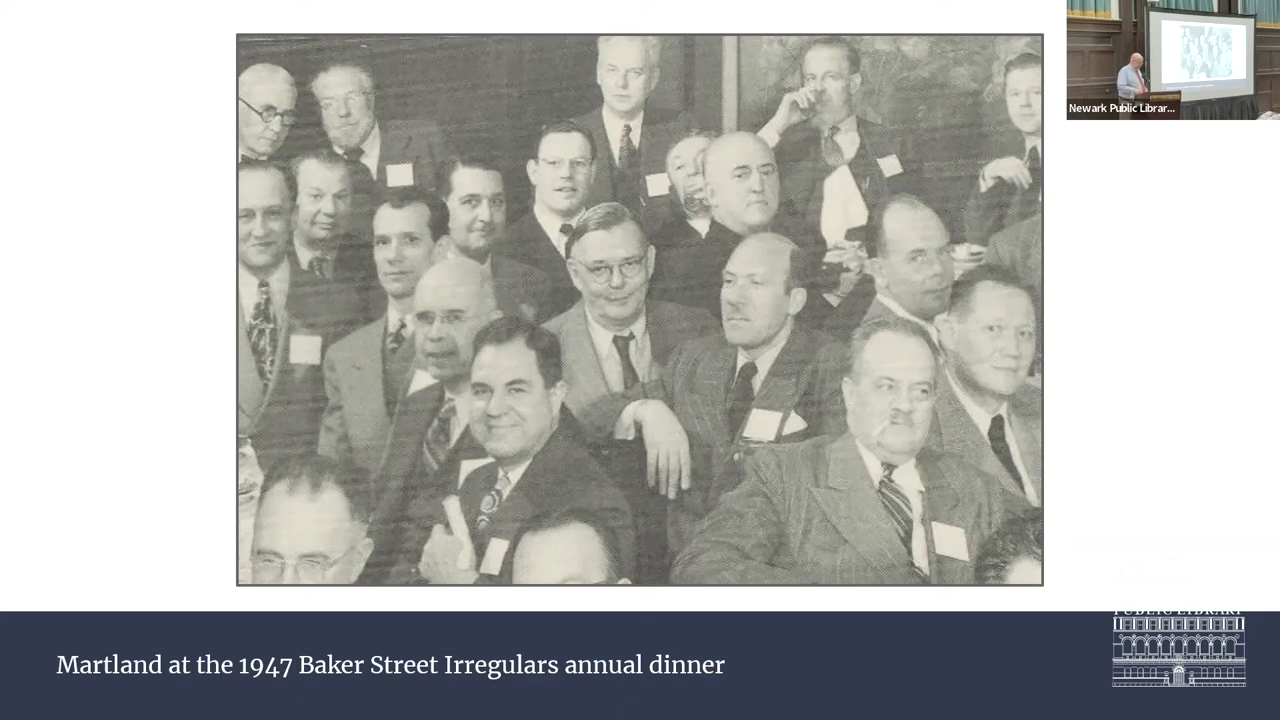 Newark Public Librar...
PUBLIC LIBRARY
Martland at the 1947 Baker Street Irregulars annual dinner